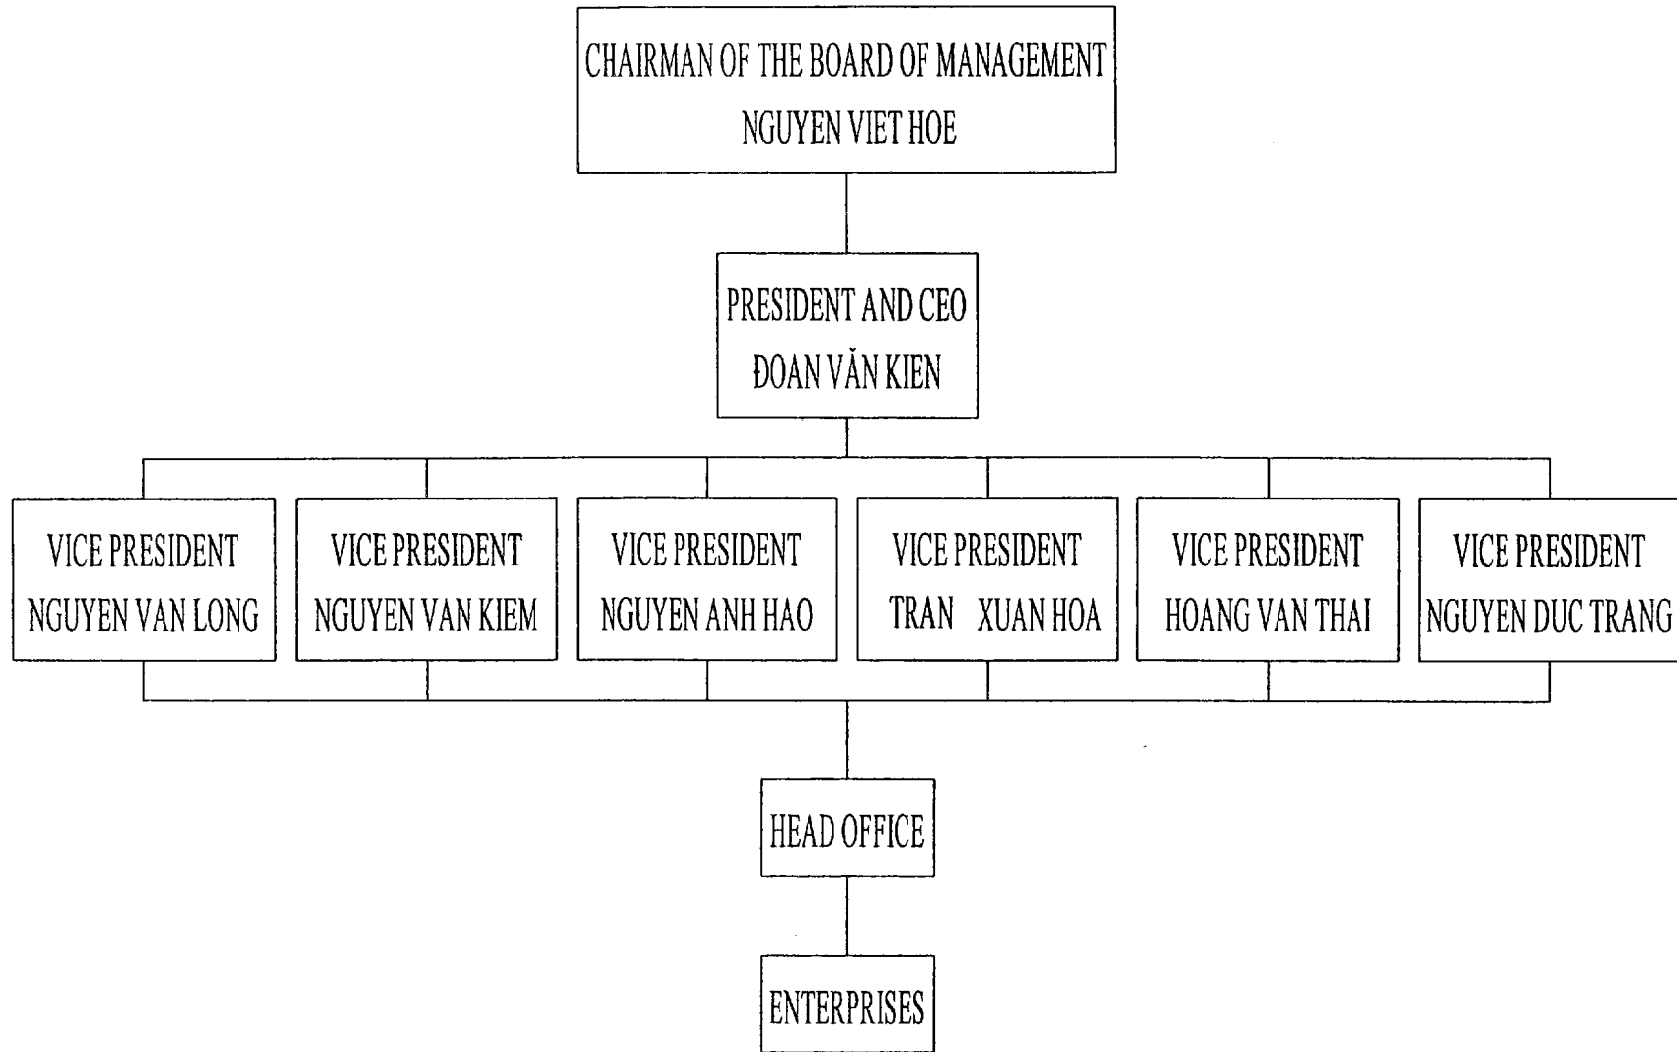 CHAIRMAN OF THE BOARD OF MANAGEMENT
NGUYEN VIET HOE
PRESIDENT AND CEO
ĐOAN VĂN KIEN
VICE PRESIDENT
NGUYEN VAN LONG
VICE PRESIDENT
NGUYEN VAN KIEM
VICE PRESIDENT
NGUYEN ANH HAO
VICE PRESIDENT
TRAN XUAN HOA
VICE PRESIDENT
HOANG VAN THAI
VICE PRESIDENT
NGUYEN DUC TRANG
HEAD OFFICE
ENTERPRISES